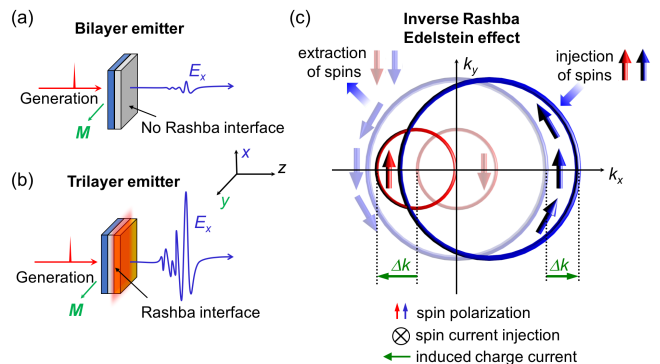 (a)
Bilayer emitter
Eₓ
Generation
M
No Rashba interface
x
z
y
(b)
Trilayer emitter
Eₓ
Generation
M
Rashba interface
(c)
Inverse Rashba
Edelstein effect
extraction
of spins
injection
of spins
k_y
kₓ
Δk
Δk
spin polarization
spin current injection
induced charge current